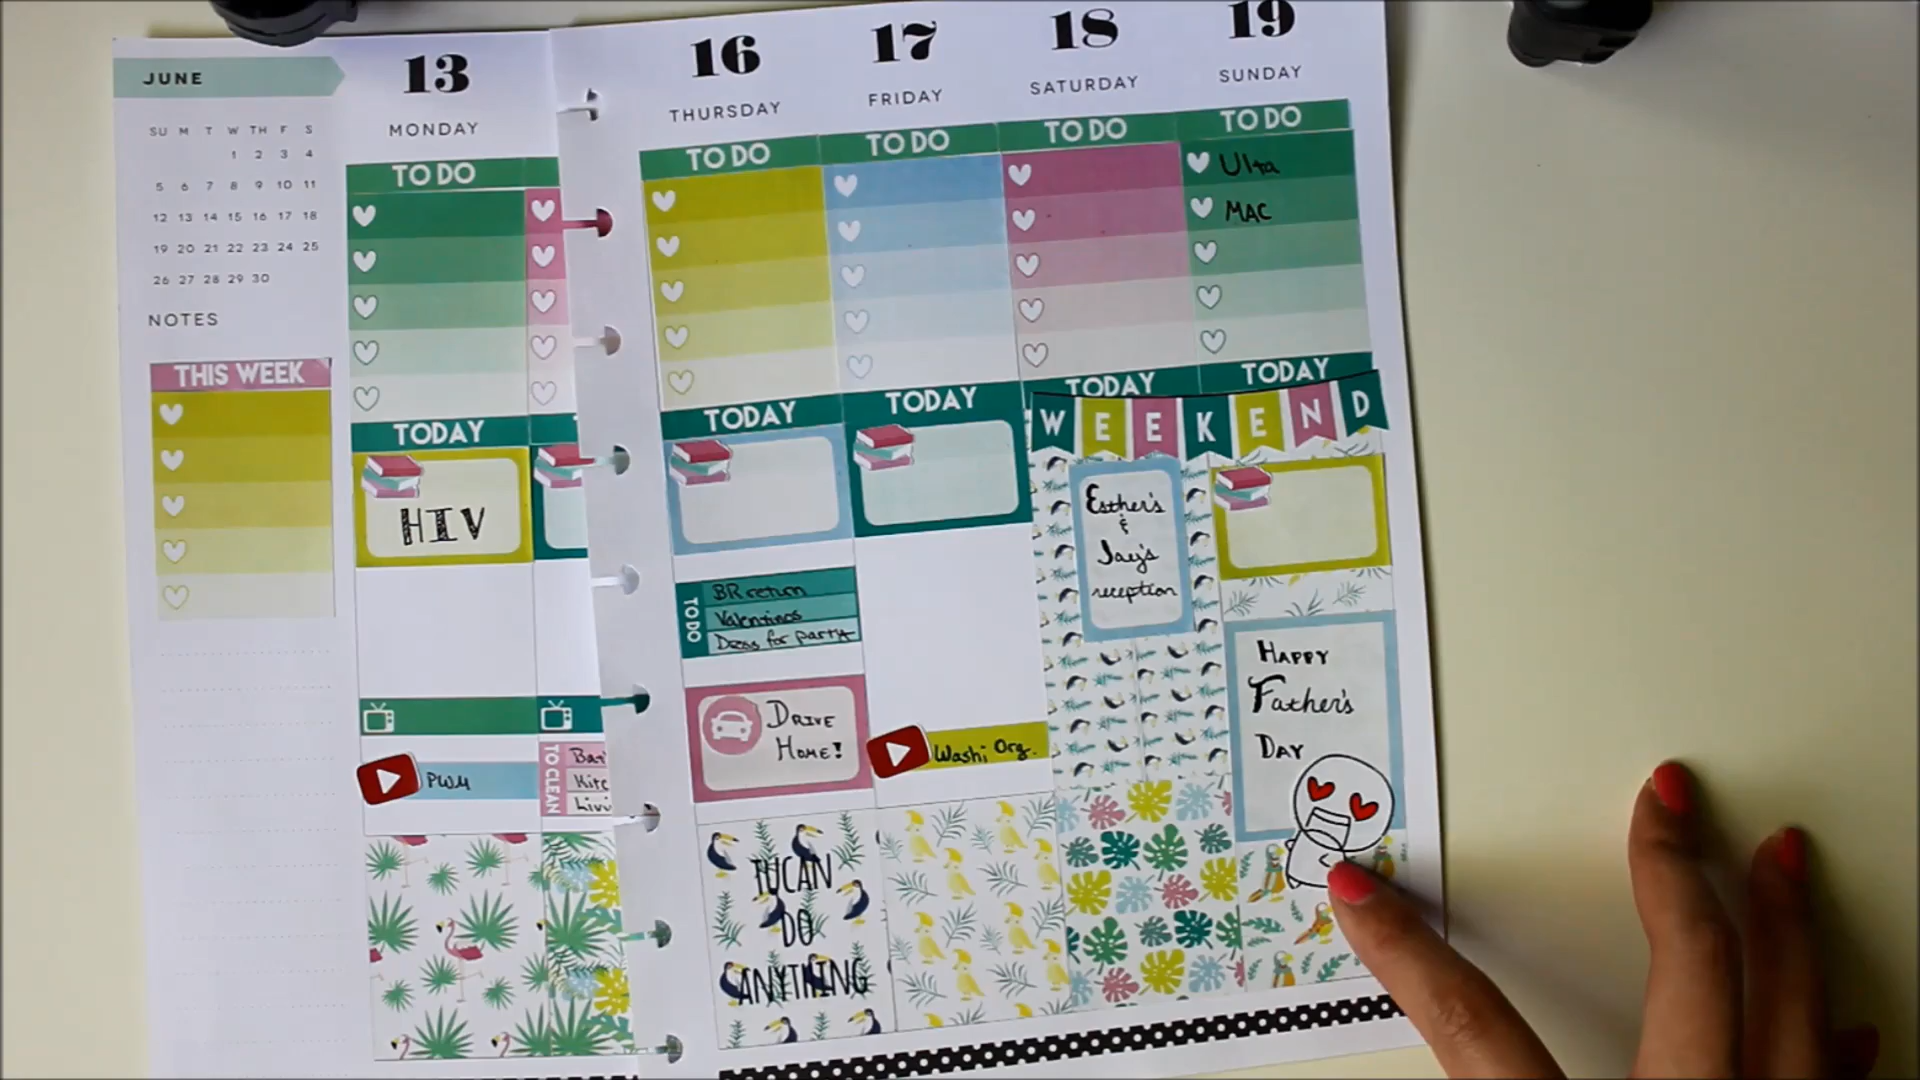 JUNE
SU M T W TH F S
1 2 3 4
5 6 7 8 9 10 11
12 13 14 15 16 17 18
19 20 21 22 23 24 25
26 27 28 29 30
NOTES
THIS WEEK
13
MONDAY
TO DO
TODAY
HIV
PWM
TO CLEAN
16
THURSDAY
TO DO
TODAY
TO DO
BR return
Valentinos
Dress for party
DRIVE
HOME!
TUCAN
DO
ANYTHING
17
FRIDAY
TO DO
TODAY
Washi Org.
18
SATURDAY
TO DO
TODAY
WEEKEND
Esther's
&
Jay's
reception
19
SUNDAY
TO DO
Ulta
MAC
TODAY
HAPPY
Father's
DAY